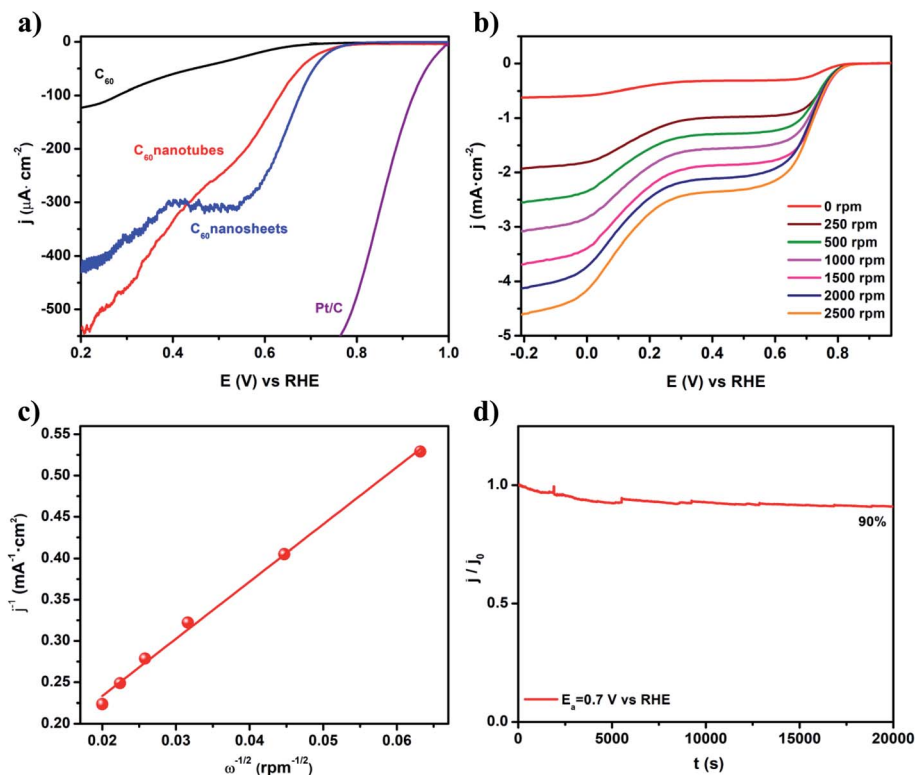 a)
0
-100
-200
-300
-400
-500
j (μA· cm⁻²)
C₆₀
C₆₀nanotubes
C₆₀nanosheets
Pt/C
0.2
0.4
0.6
0.8
1.0
E (V) vs RHE
b)
0
-1
-2
-3
-4
-5
j (mA·cm⁻²)
0 rpm
250 rpm
500 rpm
1000 rpm
1500 rpm
2000 rpm
2500 rpm
-0.2
0.0
0.2
0.4
0.6
0.8
E (V) vs RHE
c)
0.55
0.50
0.45
0.40
0.35
0.30
0.25
0.20
j⁻¹ (mA⁻¹·cm²)
0.02
0.03
0.04
0.05
0.06
ω⁻¹/² (rpm⁻¹/²)
d)
1.0
0.5
0.0
j / j₀
90%
Eₐ=0.7 V vs RHE
0
5000
10000
15000
20000
t (s)